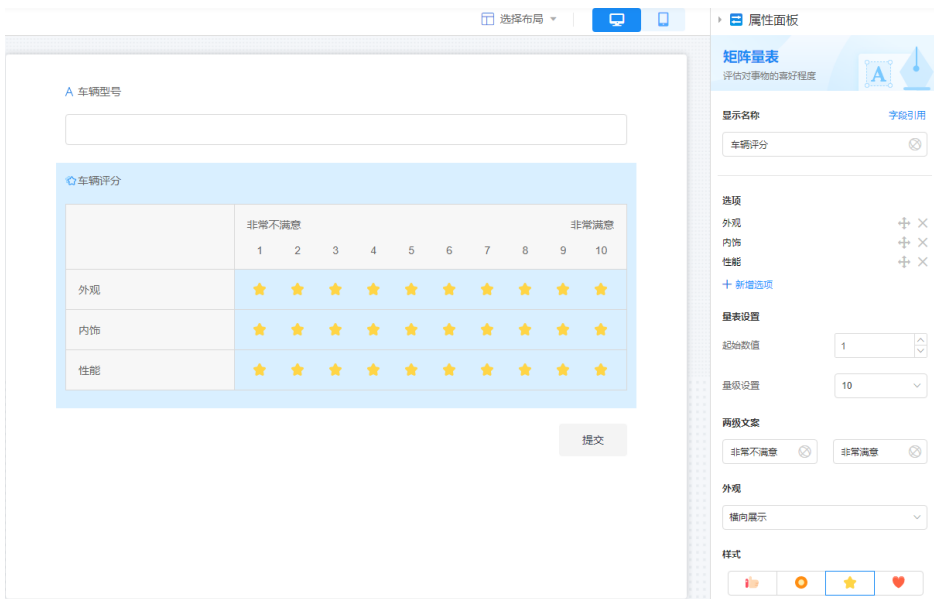 选择布局
属性面板
矩阵量表
评估对事物的喜好程度
A
A 车辆型号
显示名称 字段引用
车辆评分
车辆评分
非常不满意 非常满意
1 2 3 4 5 6 7 8 9 10
外观
内饰
性能
提交
选项
外观
内饰
性能
新增选项
量表设置
起始数值 1
量级设置 10
两级文案
非常不满意 非常满意
外观
横向展示
样式